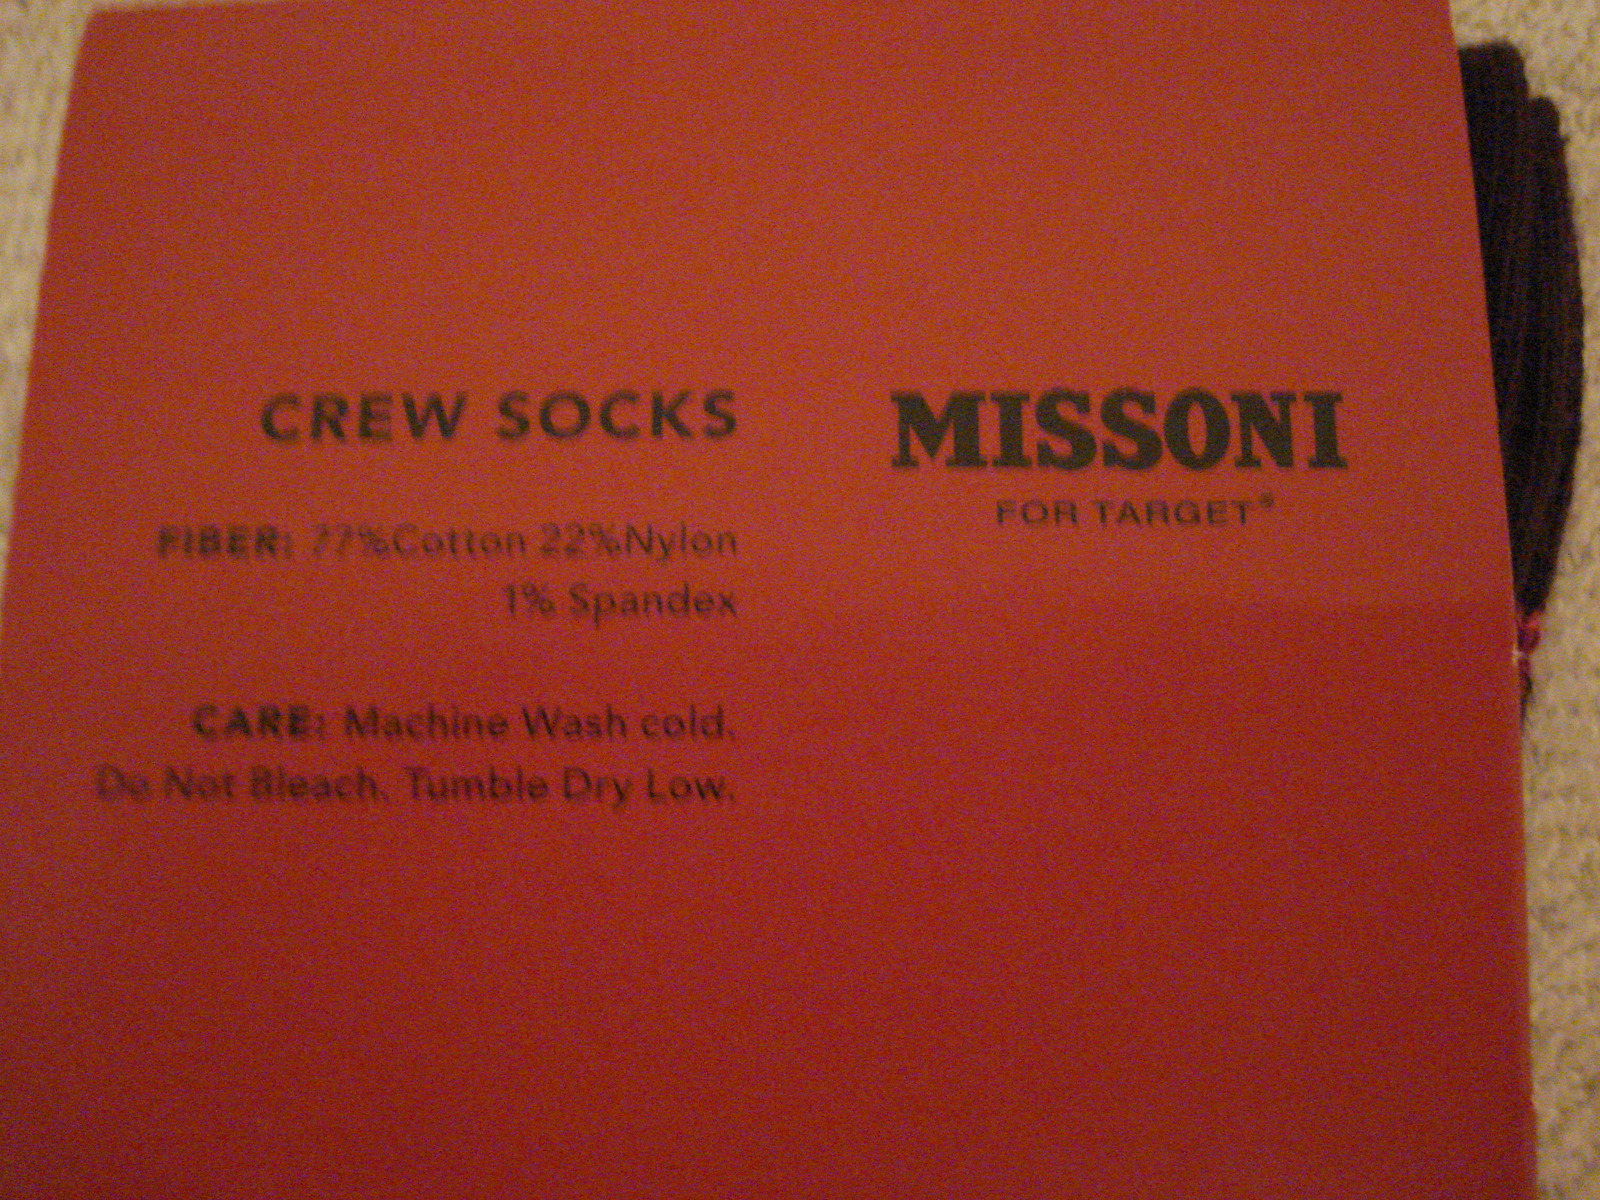 CREW SOCKS
FIBER: 77%Cotton 22%Nylon
1% Spandex
CARE: Machine Wash cold.
Do Not Bleach. Tumble Dry Low.
MISSONI
FOR TARGET®